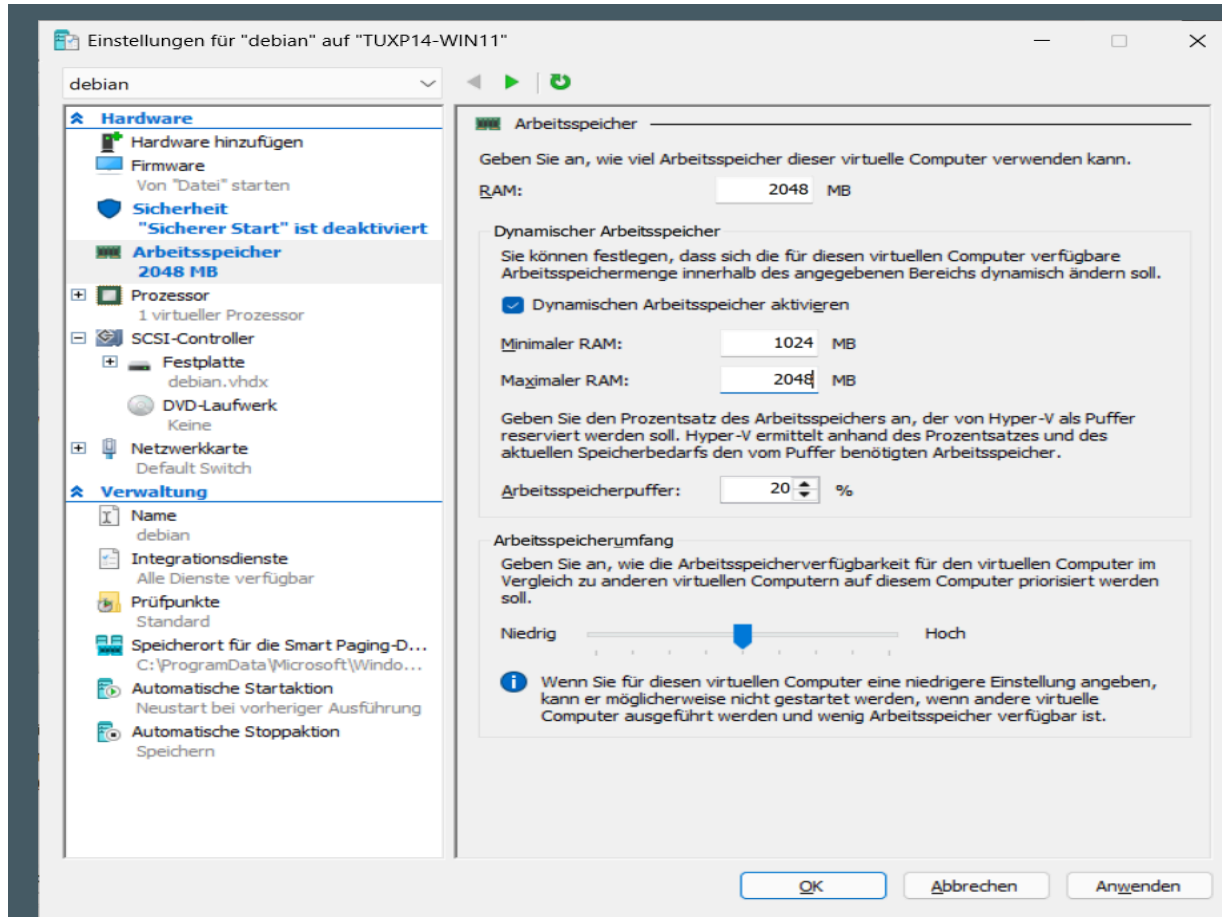 Einstellungen für "debian" auf "TUXP14-WIN11"
debian
Hardware
Hardware hinzufügen
Firmware
Von "Datei" starten
Sicherheit
"Sicherer Start" ist deaktiviert
Arbeitsspeicher
2048 MB
Prozessor
1 virtueller Prozessor
SCSI-Controller
Festplatte
debian.vhdx
DVD-Laufwerk
Keine
Netzwerkkarte
Default Switch
Verwaltung
Name
debian
Integrationsdienste
Alle Dienste verfügbar
Prüfpunkte
Standard
Speicherort für die Smart Paging-D...
C:\ProgramData\Microsoft\Windo...
Automatische Startaktion
Neustart bei vorheriger Ausführung
Automatische Stoppaktion
Speichern
Arbeitsspeicher
Geben Sie an, wie viel Arbeitsspeicher dieser virtuelle Computer verwenden kann.
RAM: 2048 MB
Dynamischer Arbeitsspeicher
Sie können festlegen, dass sich die für diesen virtuellen Computer verfügbare
Arbeitsspeichermenge innerhalb des angegebenen Bereichs dynamisch ändern soll.
Dynamischen Arbeitsspeicher aktivieren
Minimaler RAM: 1024 MB
Maximaler RAM: 2048 MB
Geben Sie den Prozentsatz des Arbeitsspeichers an, der von Hyper-V als Puffer
reserviert werden soll. Hyper-V ermittelt anhand des Prozentsatzes und des
aktuellen Speicherbedarfs den vom Puffer benötigten Arbeitsspeicher.
Arbeitsspeicherpuffer: 20 %
Arbeitsspeicherumfang
Geben Sie an, wie die Arbeitsspeicherverfügbarkeit für den virtuellen Computer im
Vergleich zu anderen virtuellen Computern auf diesem Computer priorisiert werden
soll.
Niedrig Hoch
Wenn Sie für diesen virtuellen Computer eine niedrigere Einstellung angeben,
kann er möglicherweise nicht gestartet werden, wenn andere virtuelle
Computer ausgeführt werden und wenig Arbeitsspeicher verfügbar ist.
OK Abbrechen Anwenden